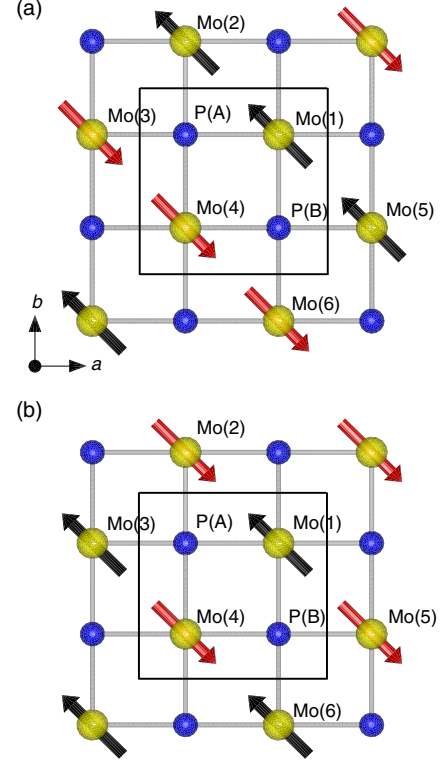 (a)
Mo(2)
Mo(3) P(A) Mo(1)
Mo(4) P(B) Mo(5)
Mo(6)
b
a
(b)
Mo(2)
Mo(3) P(A) Mo(1)
Mo(4) P(B) Mo(5)
Mo(6)